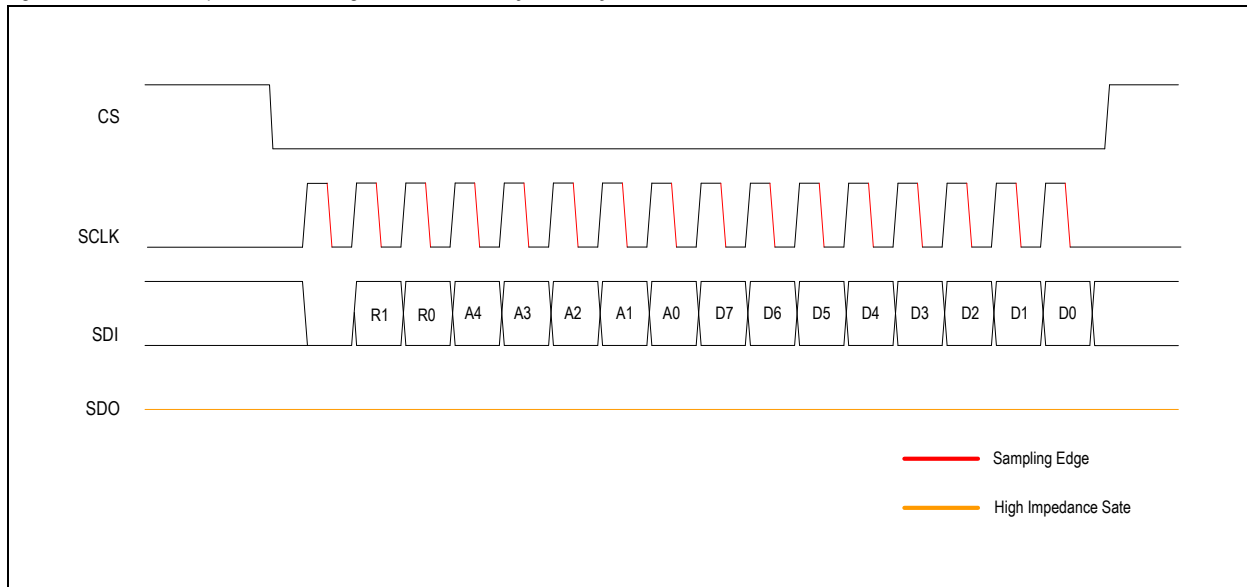 CS
SCLK
SDI
R1 R0 A4 A3 A2 A1 A0 D7 D6 D5 D4 D3 D2 D1 D0
SDO
Sampling Edge
High Impedance Sate